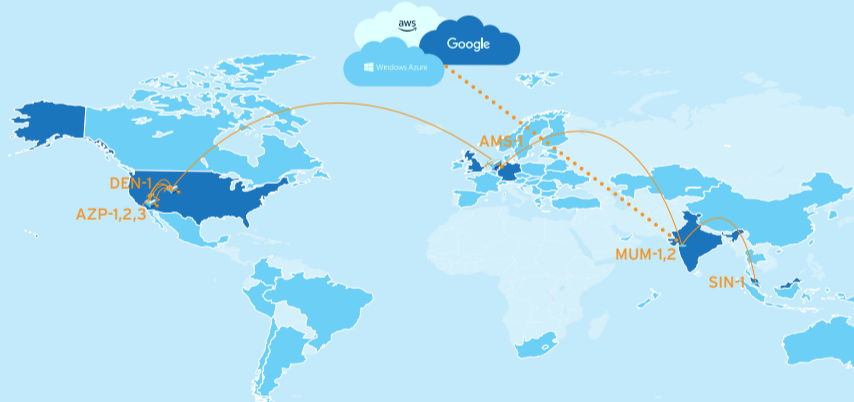 aws
Google
Windows Azure
AMS-1
DEN-1
AZP-1,2,3
MUM-1,2
SIN-1